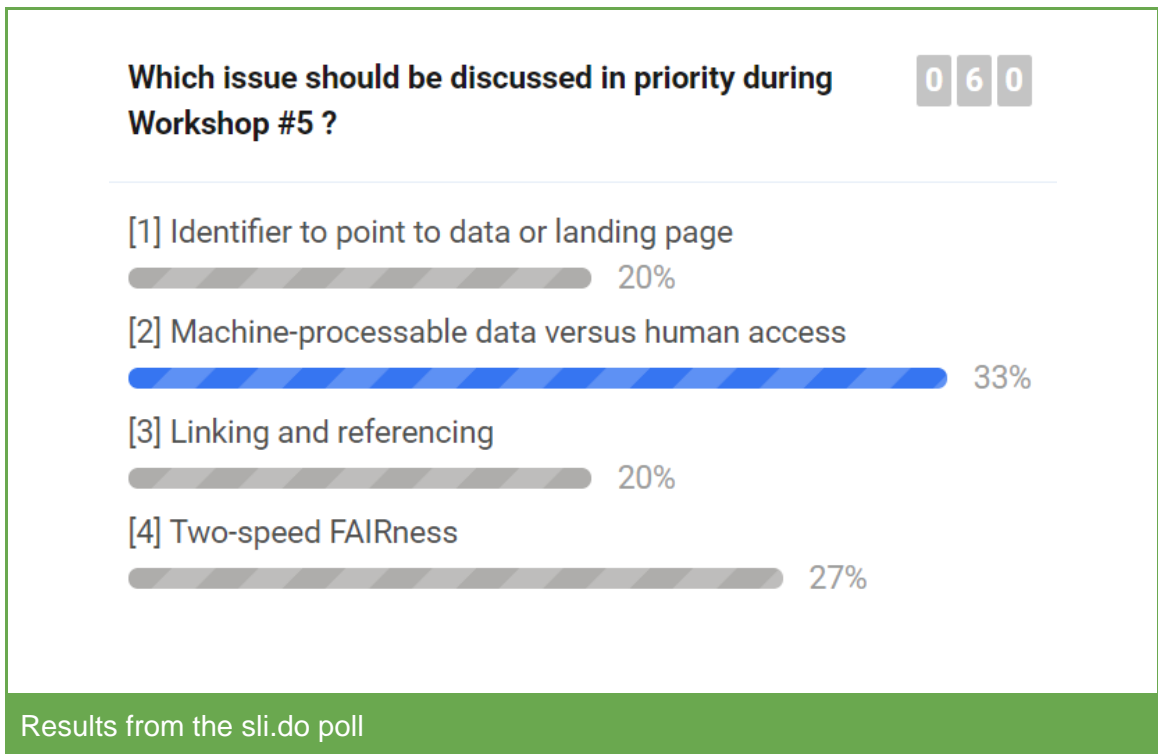 Which issue should be discussed in priority during
Workshop #5 ?
0 6 0
[1] Identifier to point to data or landing page
20%
[2] Machine-processable data versus human access
33%
[3] Linking and referencing
20%
[4] Two-speed FAIRness
27%
Results from the sli.do poll